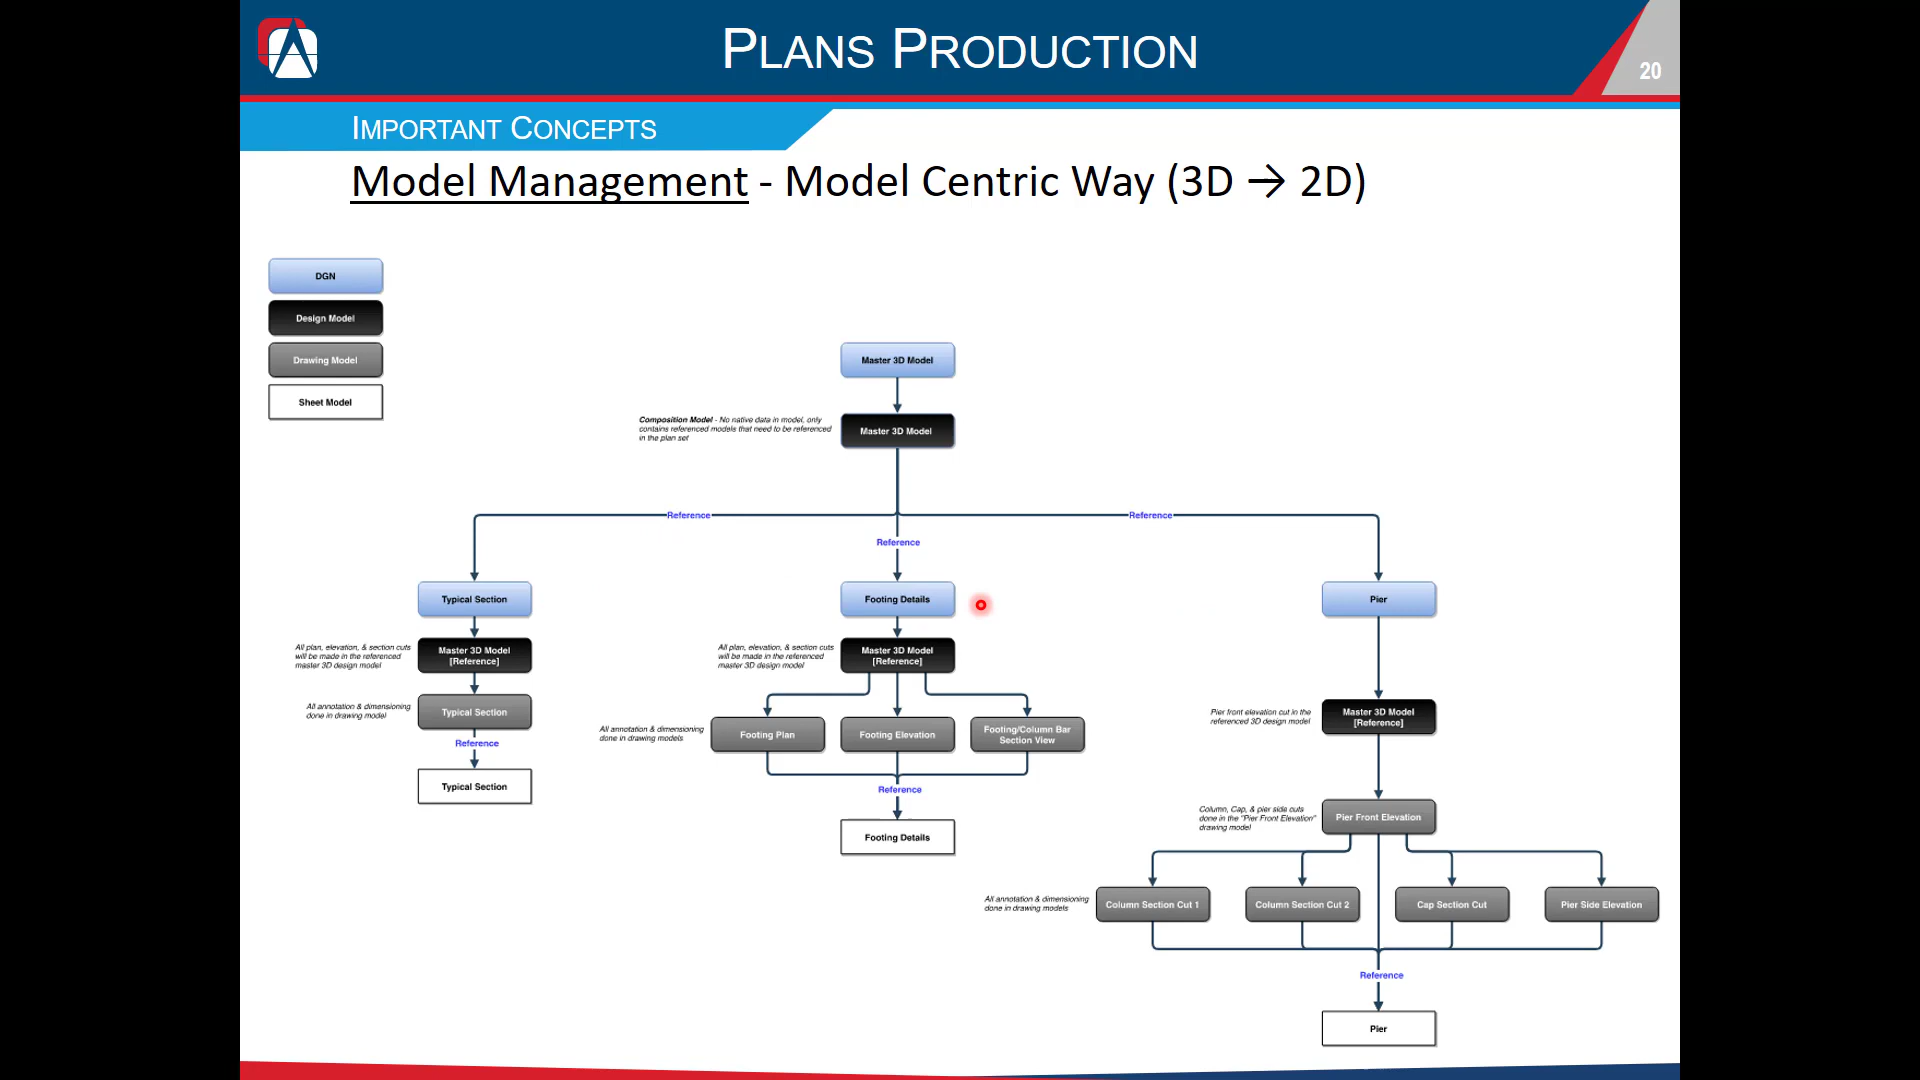 PLANS PRODUCTION
20
IMPORTANT CONCEPTS
Model Management - Model Centric Way (3D → 2D)
DGN
Design Model
Drawing Model
Sheet Model
Master 3D Model
Composition Model - No native data in model, only
contains referenced models that need to be referenced
in the plan set
Master 3D Model
Reference
Reference
Reference
Typical Section
Footing Details
Pier
All plan, elevation, & section cuts
will be made in the referenced
master 3D design model
Master 3D Model
[Reference]
All plan, elevation, & section cuts
will be made in the referenced
master 3D design model
Master 3D Model
[Reference]
Pier front elevation cut in the
referenced 3D design model
Master 3D Model
[Reference]
All annotation & dimensioning
done in drawing model
Typical Section
All annotation & dimensioning
done in drawing models
Footing Plan
Footing Elevation
Footing/Column Bar
Section View
Reference
Typical Section
Reference
Footing Details
Column, Cap, & pier side cuts
done in the "Pier Front Elevation"
drawing model
Pier Front Elevation
All annotation & dimensioning
done in drawing models
Column Section Cut 1
Column Section Cut 2
Cap Section Cut
Pier Side Elevation
Reference
Pier